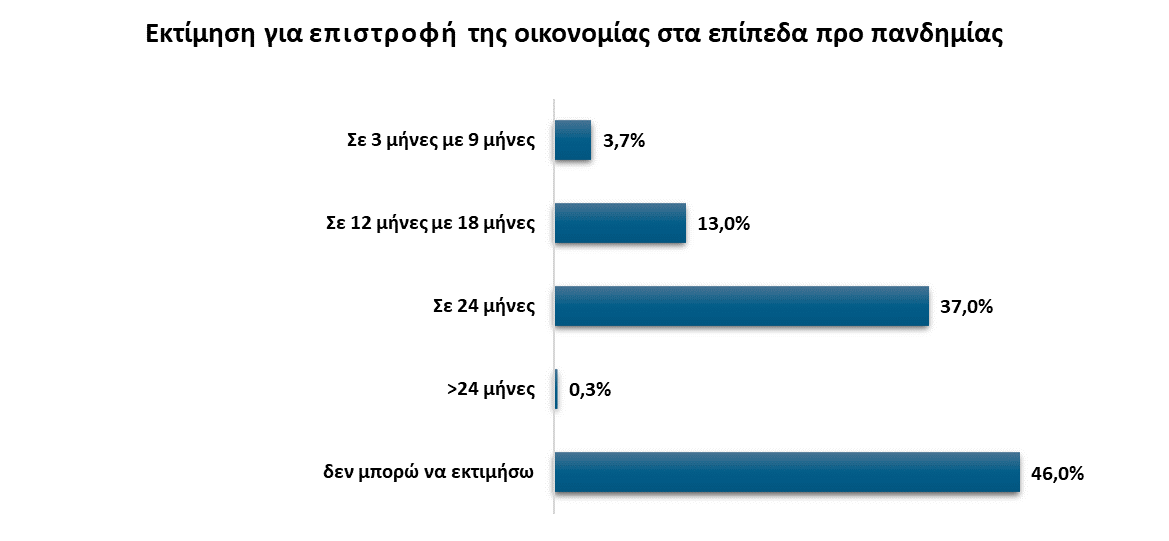 Εκτίμηση για επιστροφή της οικονομίας στα επίπεδα προ πανδημίας
Σε 3 μήνες με 9 μήνες 3,7%
Σε 12 μήνες με 18 μήνες 13,0%
Σε 24 μήνες 37,0%
>24 μήνες 0,3%
δεν μπορώ να εκτιμήσω 46,0%